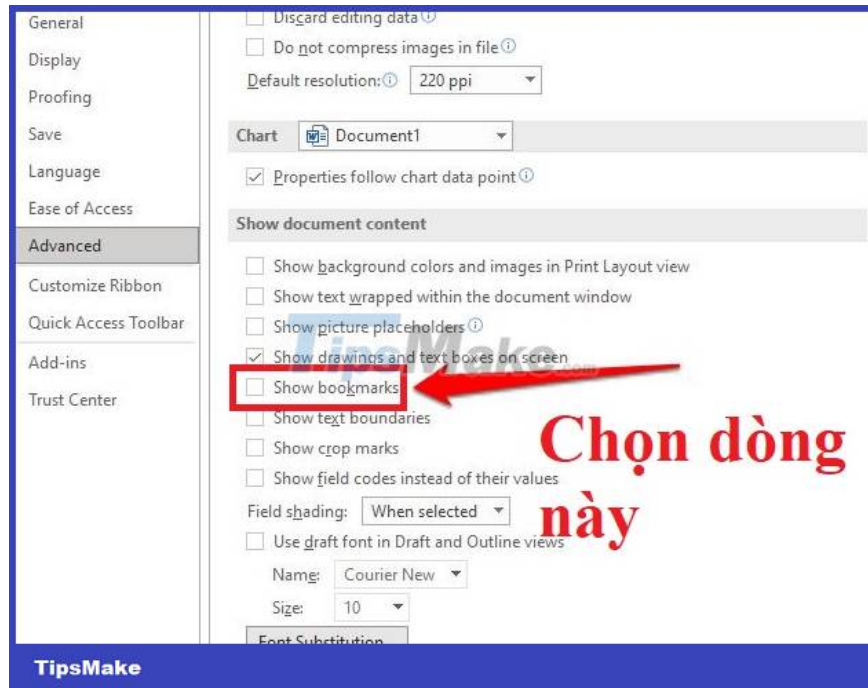 General
Display
Proofing
Save
Language
Ease of Access
Advanced
Customize Ribbon
Quick Access Toolbar
Add-ins
Trust Center
Discard editing data
Do not compress images in file
Default resolution: 220 ppi
Chart Document1
Properties follow chart data point
Show document content
Show background colors and images in Print Layout view
Show text wrapped within the document window
Show picture placeholders
Show drawings and text boxes on screen
Show bookmarks
Show text boundaries
Show crop marks
Show field codes instead of their values
Field shading: When selected
Use draft font in Draft and Outline views
Name: Courier New
Size: 10
Font Substitution...
TipsMake.com
Chọn dòng
này
TipsMake